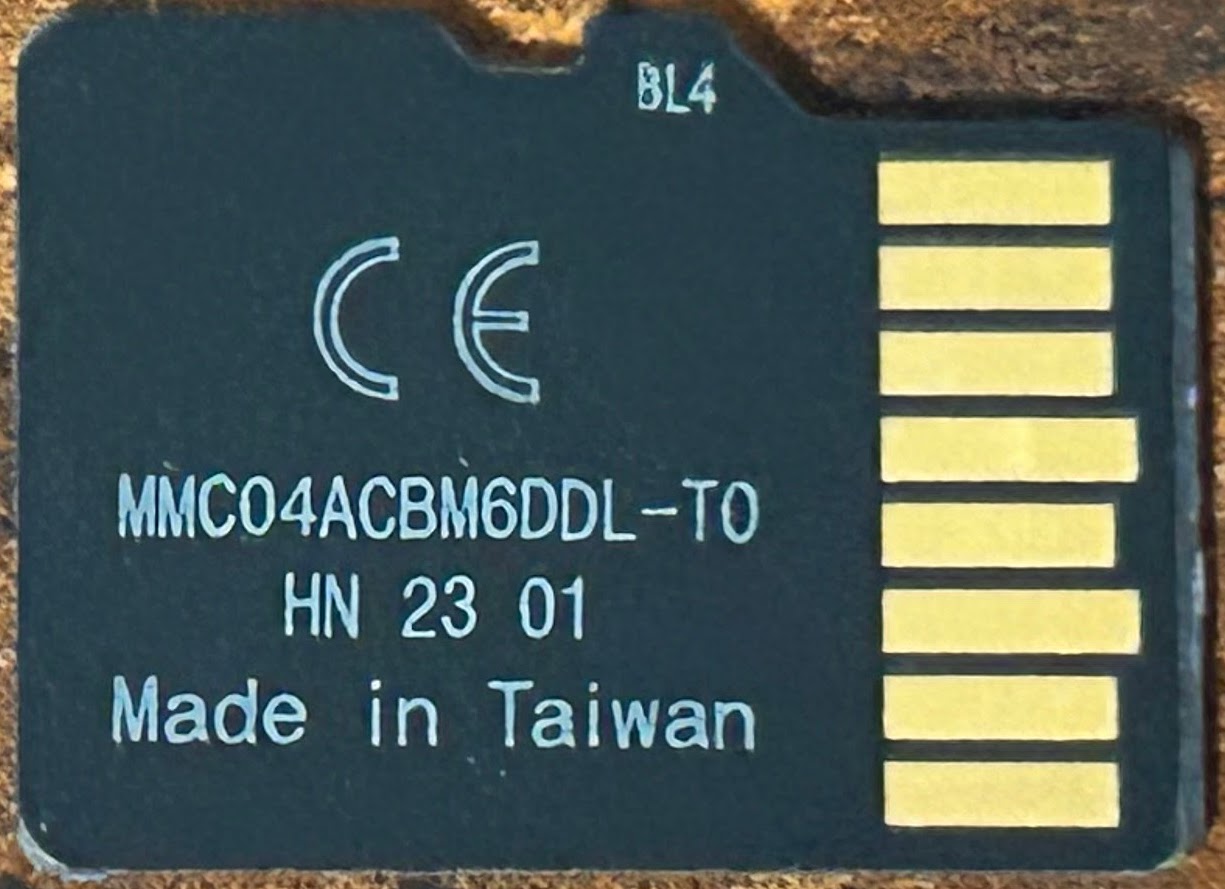 BL4
CE
MMC04ACBM6DDL-T0
HN 23 01
Made in Taiwan